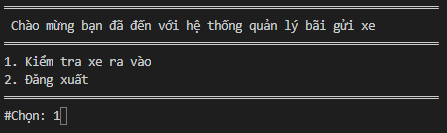 Chào mừng bạn đã đến với hệ thống quản lý bãi gửi xe
1. Kiểm tra xe ra vào
2. Đăng xuất
#Chọn: 1